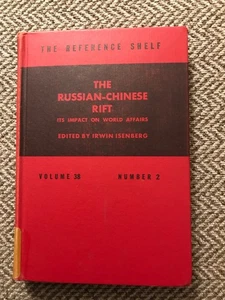 THE REFERENCE SHELF
THE
RUSSIAN-CHINESE
RIFT
ITS IMPACT ON WORLD AFFAIRS
EDITED BY IRWIN ISENBERG
VOLUME 38 NUMBER 2